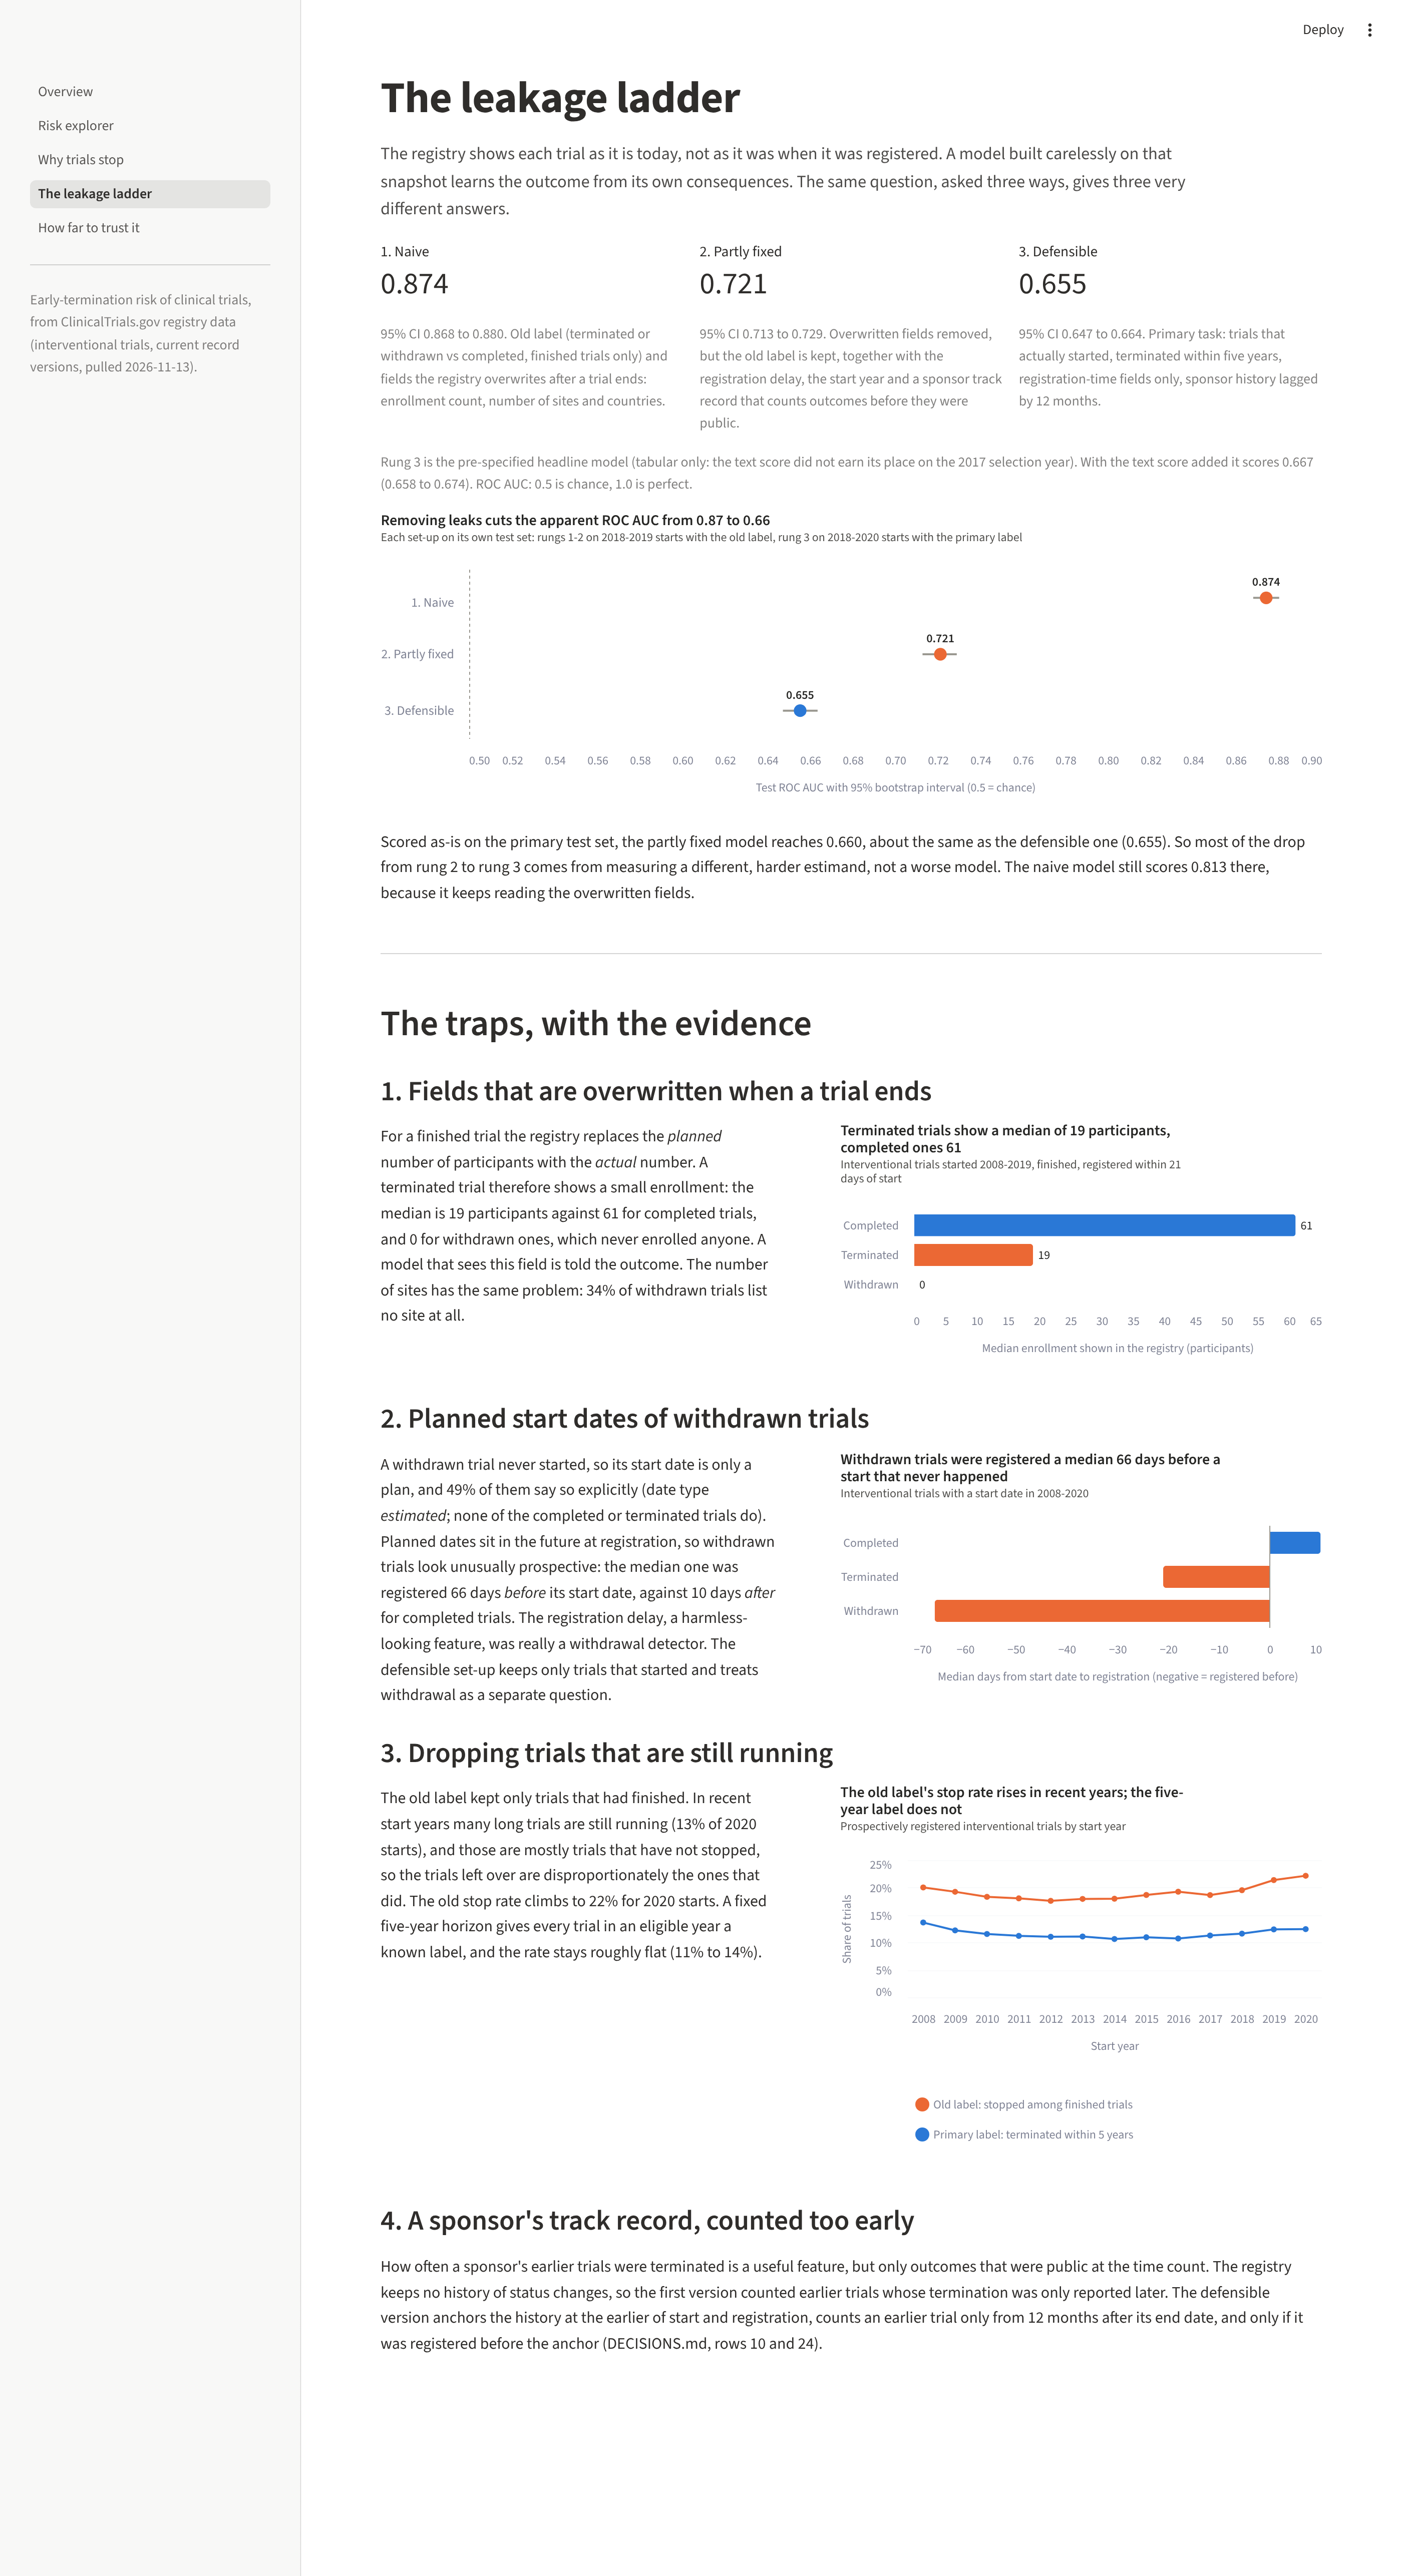 Deploy
Overview
Risk explorer
Why trials stop
The leakage ladder
How far to trust it
Early-termination risk of clinical trials,
from ClinicalTrials.gov registry data
(interventional trials, current record
versions, pulled 2026-11-13).
The leakage ladder
The registry shows each trial as it is today, not as it was when it was registered. A model built carelessly on that
snapshot learns the outcome from its own consequences. The same question, asked three ways, gives three very
different answers.
1. Naive
0.874
95% CI 0.868 to 0.880. Old label (terminated or
withdrawn vs completed, finished trials only) and
fields the registry overwrites after a trial ends:
enrollment count, number of sites and countries.
2. Partly fixed
0.721
95% CI 0.713 to 0.729. Overwritten fields removed,
but the old label is kept, together with the
registration delay, the start year and a sponsor track
record that counts outcomes before they were
public.
3. Defensible
0.655
95% CI 0.647 to 0.664. Primary task: trials that
actually started, terminated within five years,
registration-time fields only, sponsor history lagged
by 12 months.
Rung 3 is the pre-specified headline model (tabular only: the text score did not earn its place on the 2017 selection year). With the text score added it scores 0.667
(0.658 to 0.674). ROC AUC: 0.5 is chance, 1.0 is perfect.
Removing leaks cuts the apparent ROC AUC from 0.87 to 0.66
Each set-up on its own test set: rungs 1-2 on 2018-2019 starts with the old label, rung 3 on 2018-2020 starts with the primary label
0.874
1. Naive
0.721
2. Partly fixed
0.655
3. Defensible
0.50 0.52 0.54 0.56 0.58 0.60 0.62 0.64 0.66 0.68 0.70 0.72 0.74 0.76 0.78 0.80 0.82 0.84 0.86 0.88 0.90
Test ROC AUC with 95% bootstrap interval (0.5 = chance)
Scored as-is on the primary test set, the partly fixed model reaches 0.660, about the same as the defensible one (0.655). So most of the drop
from rung 2 to rung 3 comes from measuring a different, harder estimand, not a worse model. The naive model still scores 0.813 there,
because it keeps reading the overwritten fields.
The traps, with the evidence
1. Fields that are overwritten when a trial ends
For a finished trial the registry replaces the planned
number of participants with the actual number. A
terminated trial therefore shows a small enrollment: the
median is 19 participants against 61 for completed trials,
and 0 for withdrawn ones, which never enrolled anyone. A
model that sees this field is told the outcome. The number
of sites has the same problem: 34% of withdrawn trials list
no site at all.
Terminated trials show a median of 19 participants,
completed ones 61
Interventional trials started 2008-2019, finished, registered within 21
days of start
Completed 61
Terminated 19
Withdrawn 0
0 5 10 15 20 25 30 35 40 45 50 55 60 65
Median enrollment shown in the registry (participants)
2. Planned start dates of withdrawn trials
A withdrawn trial never started, so its start date is only a
plan, and 49% of them say so explicitly (date type
estimated; none of the completed or terminated trials do).
Planned dates sit in the future at registration, so withdrawn
trials look unusually prospective: the median one was
registered 66 days before its start date, against 10 days after
for completed trials. The registration delay, a harmless-
looking feature, was really a withdrawal detector. The
defensible set-up keeps only trials that started and treats
withdrawal as a separate question.
Withdrawn trials were registered a median 66 days before a
start that never happened
Interventional trials with a start date in 2008-2020
Completed
Terminated
Withdrawn
−70 −60 −50 −40 −30 −20 −10 0 10
Median days from start date to registration (negative = registered before)
3. Dropping trials that are still running
The old label kept only trials that had finished. In recent
start years many long trials are still running (13% of 2020
starts), and those are mostly trials that have not stopped,
so the trials left over are disproportionately the ones that
did. The old stop rate climbs to 22% for 2020 starts. A fixed
five-year horizon gives every trial in an eligible year a
known label, and the rate stays roughly flat (11% to 14%).
The old label's stop rate rises in recent years; the five-
year label does not
Prospectively registered interventional trials by start year
Share of trials
25%
20%
15%
10%
5%
0%
2008 2009 2010 2011 2012 2013 2014 2015 2016 2017 2018 2019 2020
Start year
Old label: stopped among finished trials
Primary label: terminated within 5 years
4. A sponsor's track record, counted too early
How often a sponsor's earlier trials were terminated is a useful feature, but only outcomes that were public at the time count. The registry
keeps no history of status changes, so the first version counted earlier trials whose termination was only reported later. The defensible
version anchors the history at the earlier of start and registration, counts an earlier trial only from 12 months after its end date, and only if it
was registered before the anchor (DECISIONS.md, rows 10 and 24).